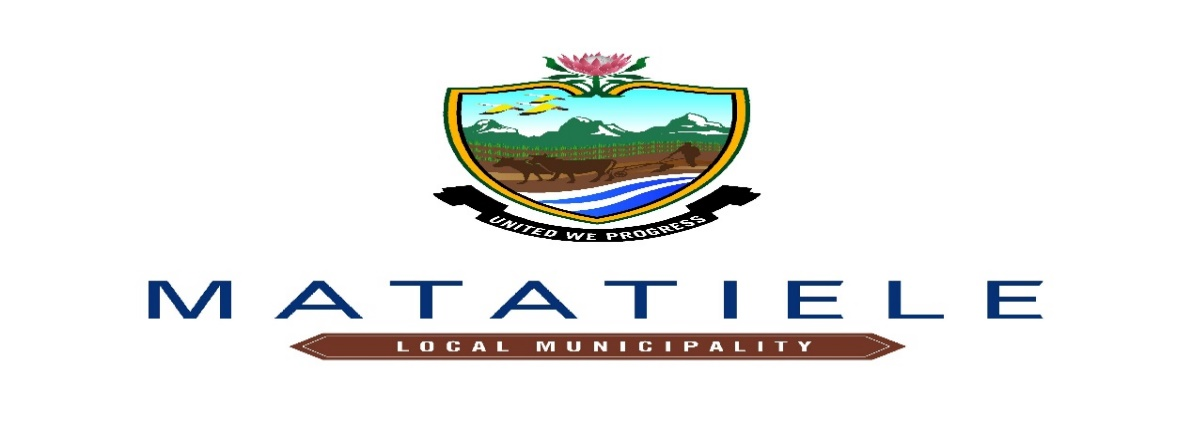 UNITED WE PROGRESS
MATATIELE
LOCAL MUNICIPALITY